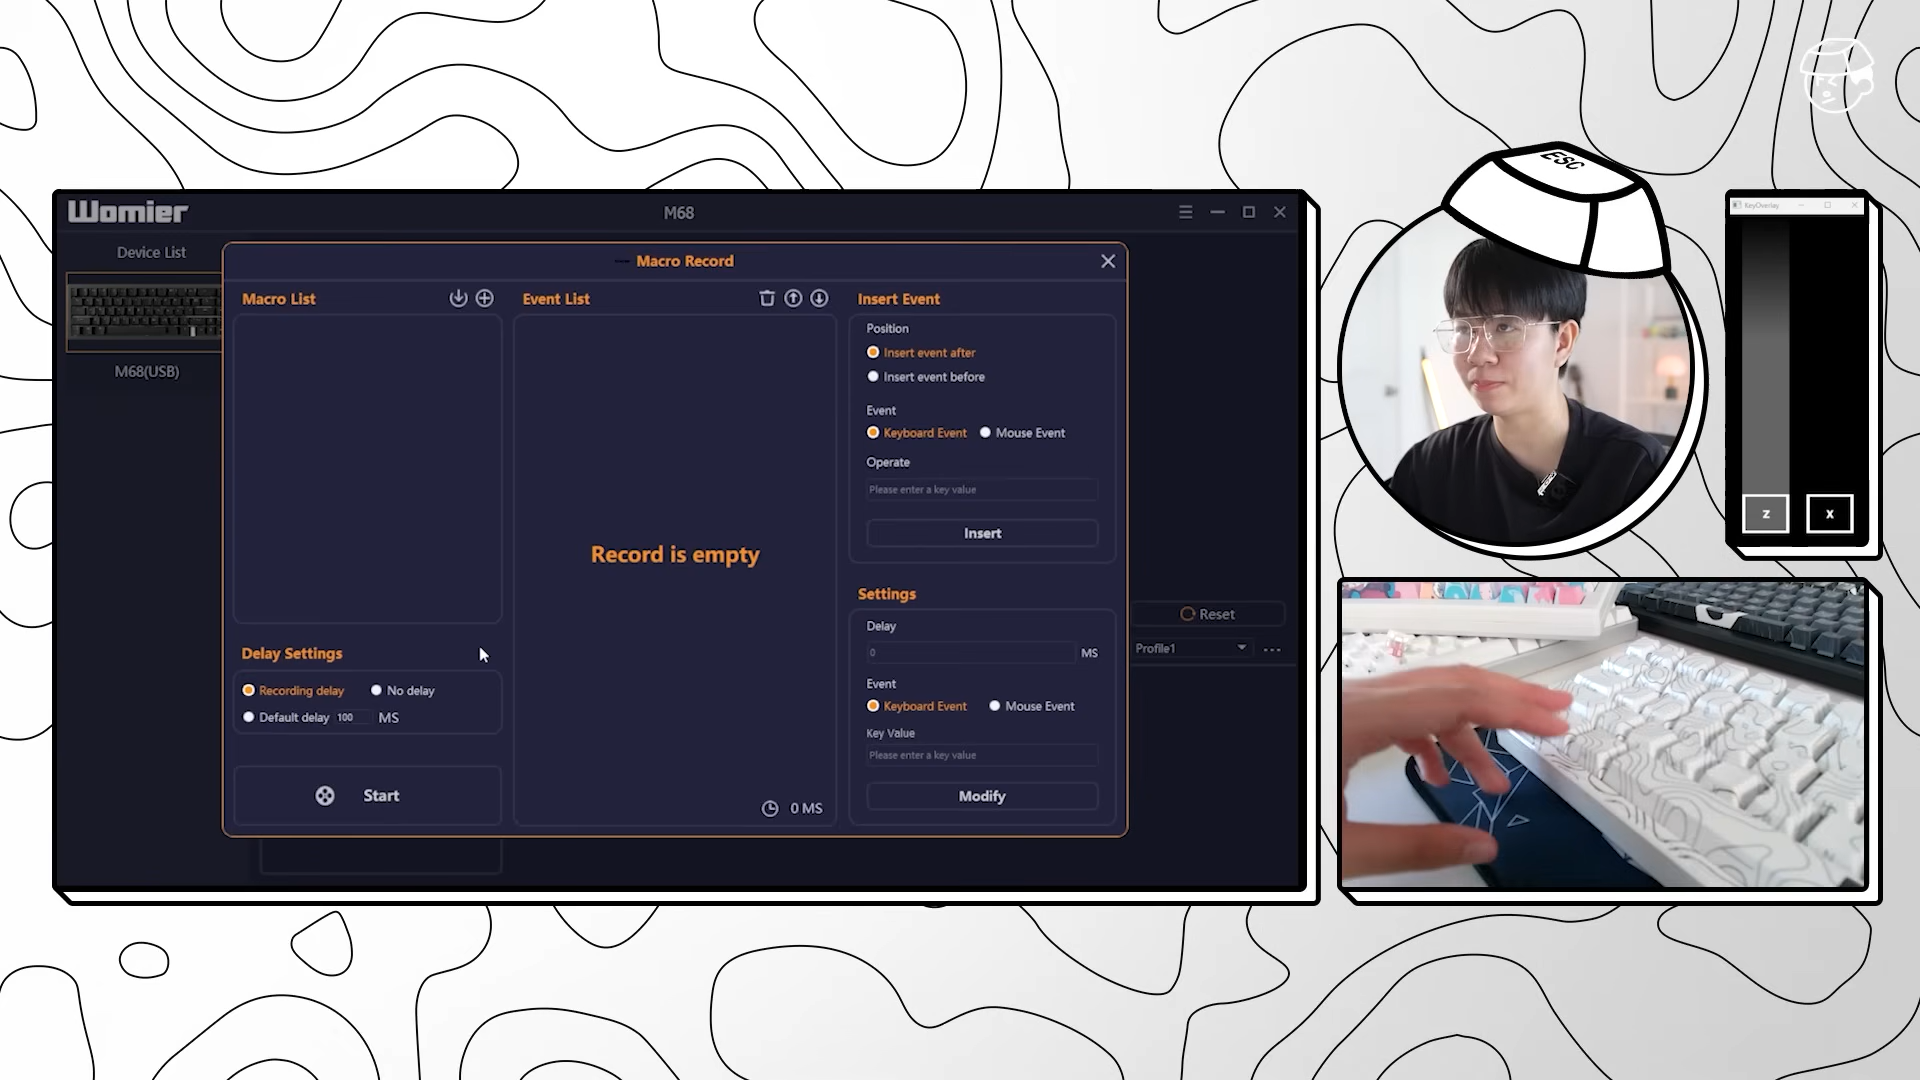 Womier
M68
Device List
M68(USB)
Macro Record
Macro List
Event List
Record is empty
0 MS
Delay Settings
Recording delay
No delay
Default delay 100 MS
Start
Insert Event
Position
Insert event after
Insert event before
Event
Keyboard Event
Mouse Event
Operate
Please enter a key value
Insert
Settings
Delay
0
MS
Event
Keyboard Event
Mouse Event
Key Value
Please enter a key value
Modify
Reset
Profile1
ESC
KeyOverlay
z
x